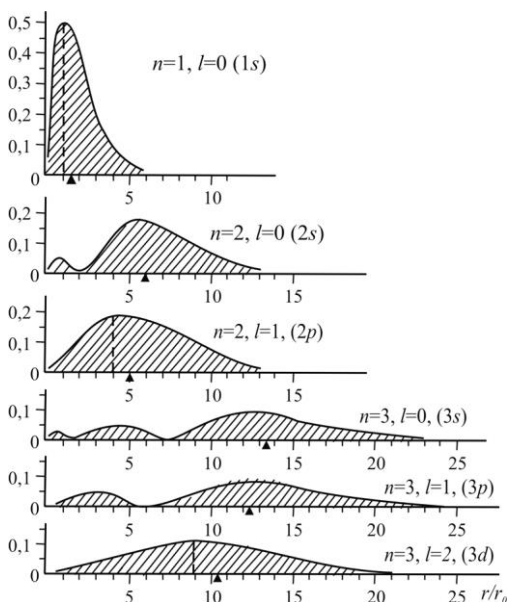 0,5
0,4
n=1, l=0 (1s)
0,3
0,2
0,1
0
5 10
0,2
n=2, l=0 (2s)
0,1
0
5 10 15
0,2
n=2, l=1, (2p)
0,1
0
5 10 15
0,1
n=3, l=0, (3s)
0
5 10 15 20 25
0,1
n=3, l=1, (3p)
0
5 10 15 20 25
0,1
n=3, l=2, (3d)
0
5 10 15 20 25 r/r₀